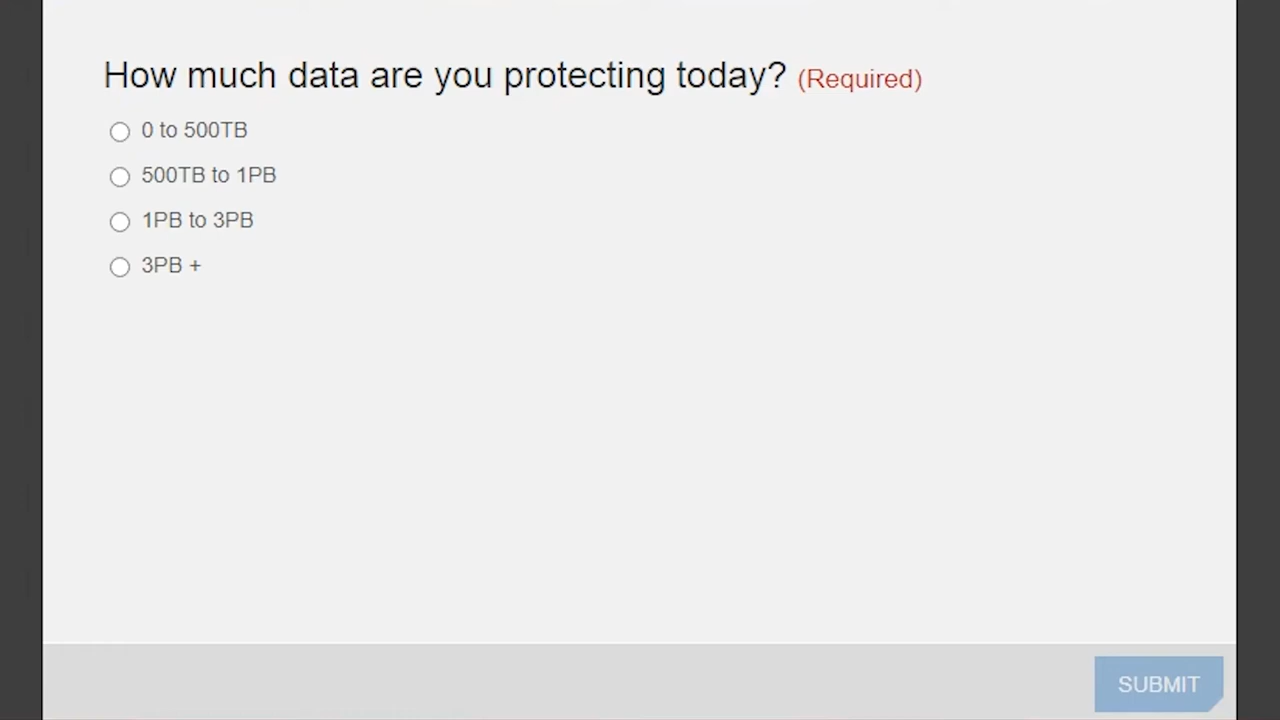 How much data are you protecting today? (Required)
0 to 500TB
500TB to 1PB
1PB to 3PB
3PB +
SUBMIT